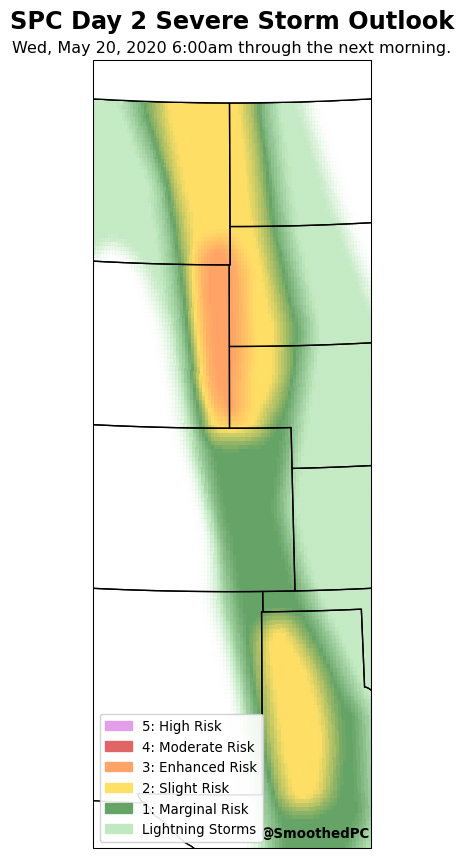 SPC Day 2 Severe Storm Outlook
Wed, May 20, 2020 6:00am through the next morning.
5: High Risk
4: Moderate Risk
3: Enhanced Risk
2: Slight Risk
1: Marginal Risk
Lightning Storms
@SmoothedPC